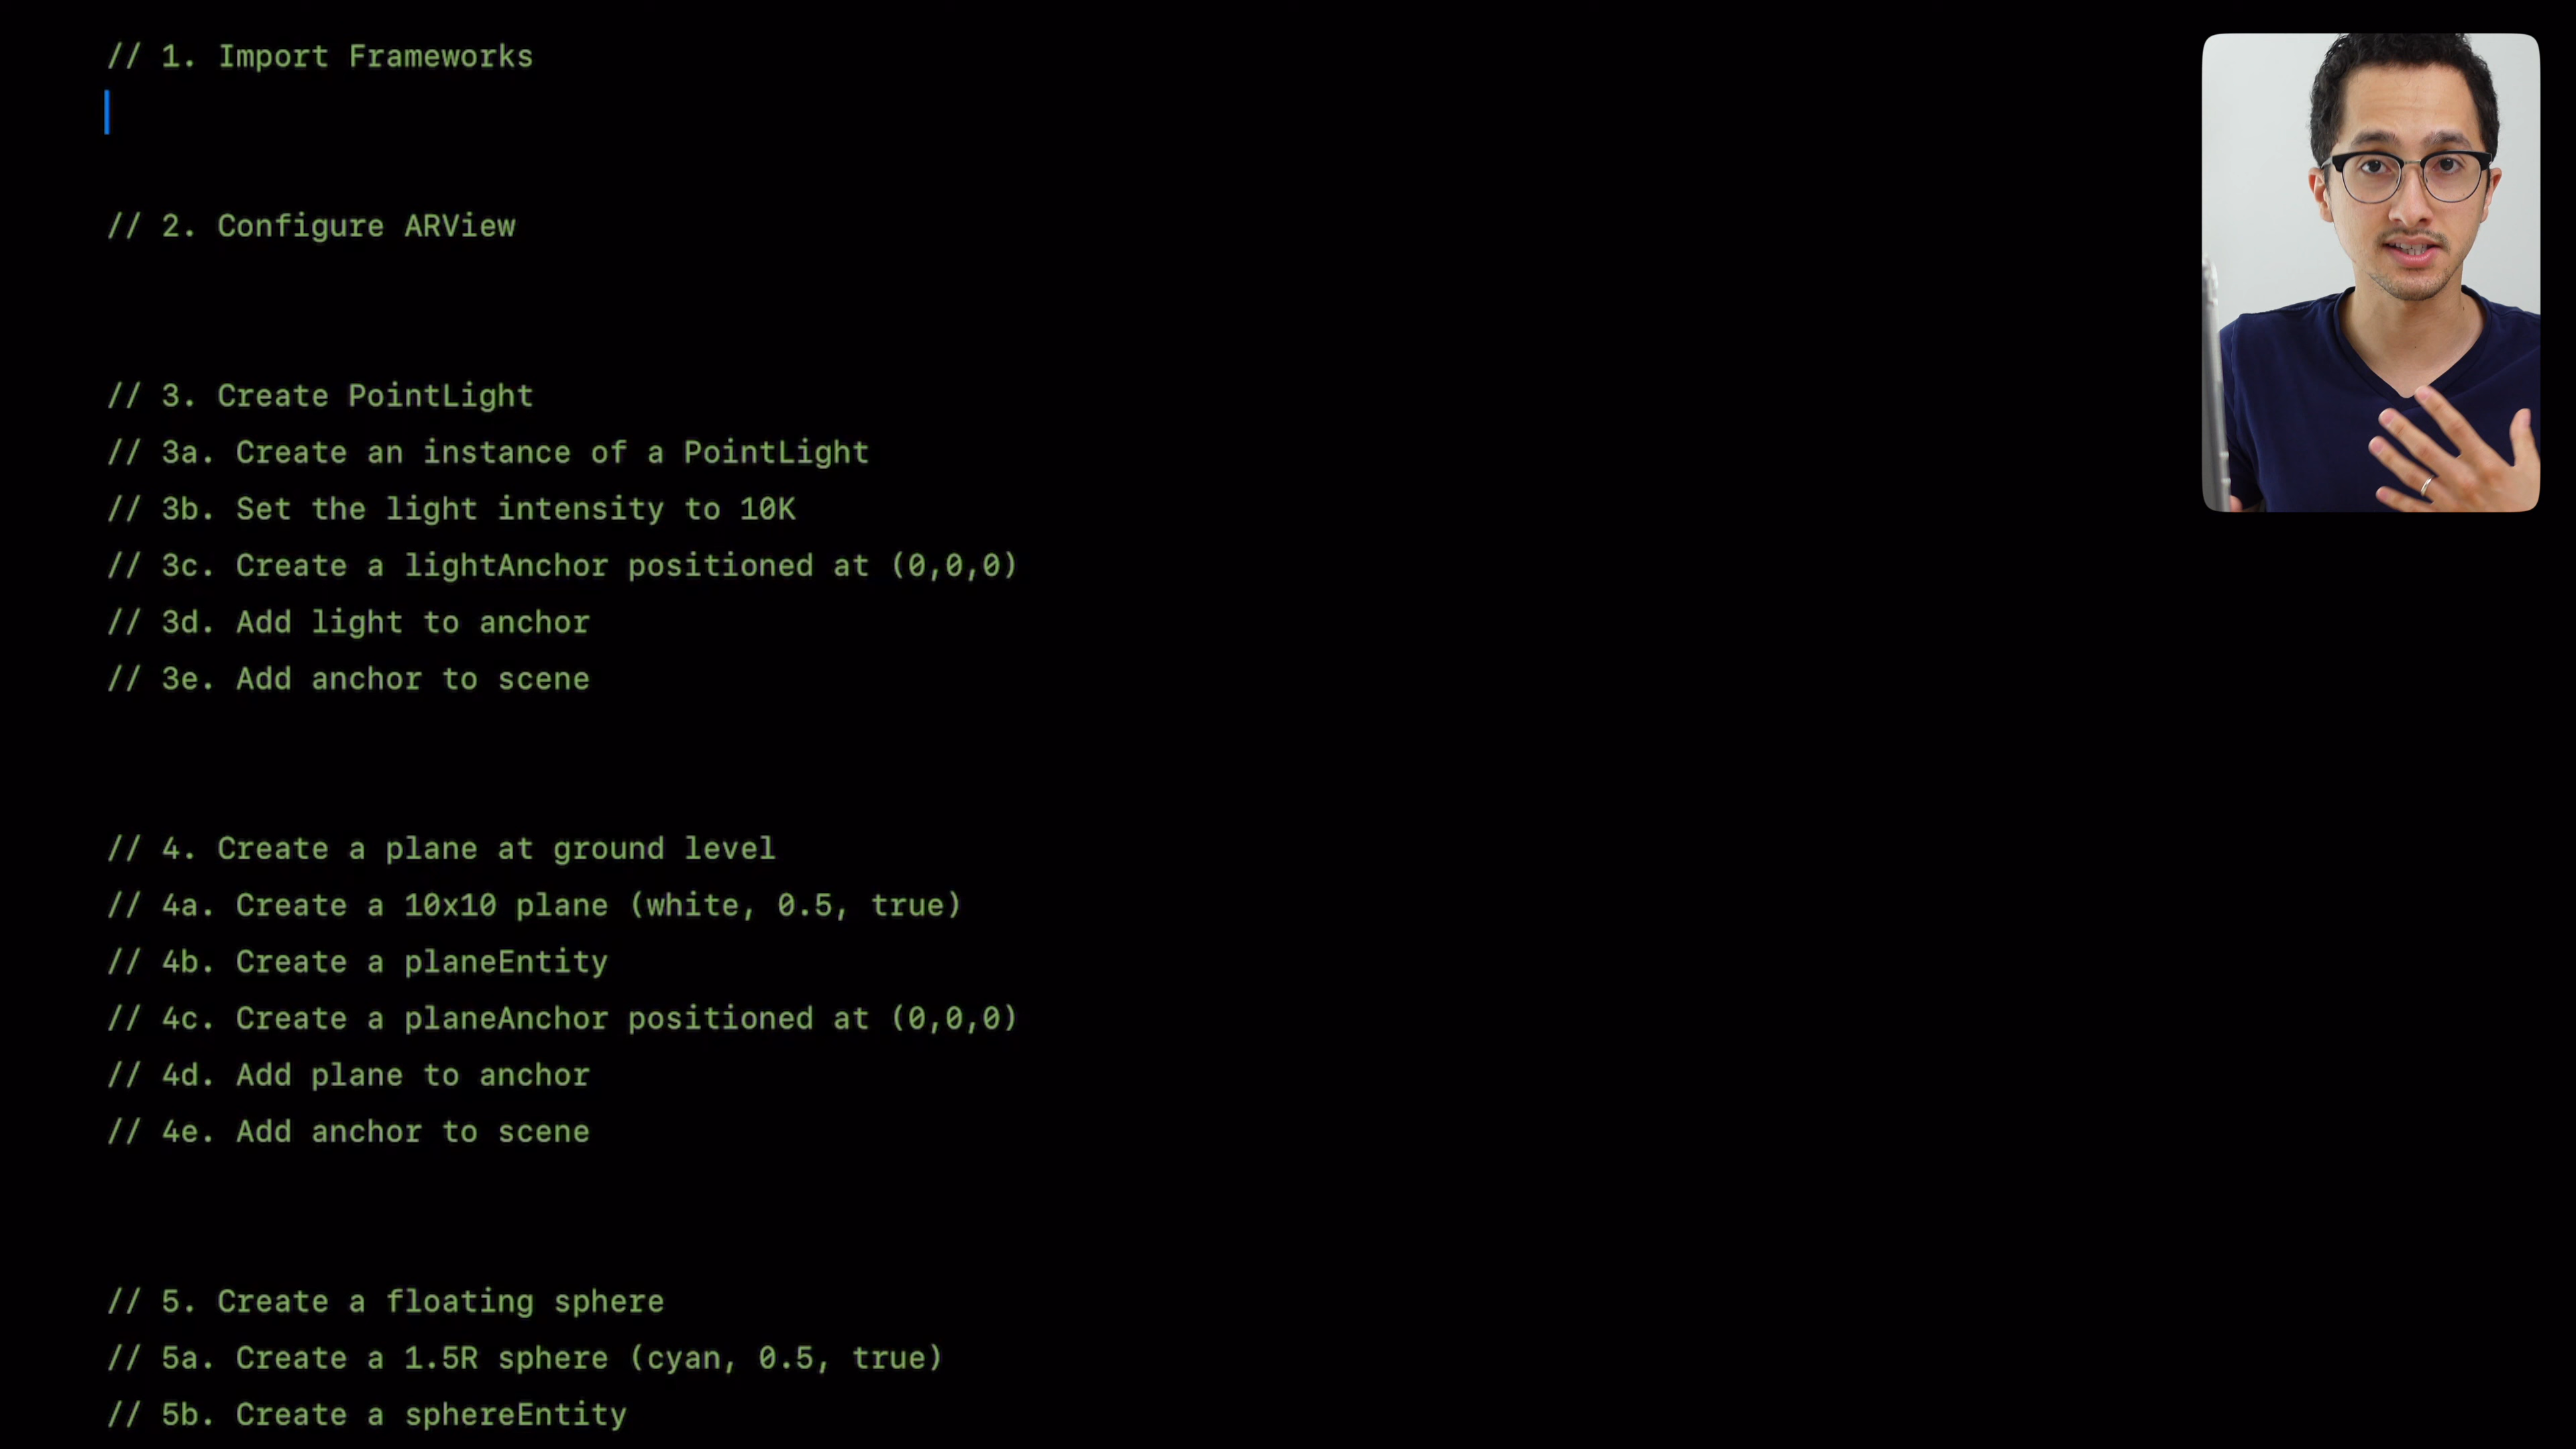 // 1. Import Frameworks
// 2. Configure ARView
// 3. Create PointLight
// 3a. Create an instance of a PointLight
// 3b. Set the light intensity to 10K
// 3c. Create a lightAnchor positioned at (0,0,0)
// 3d. Add light to anchor
// 3e. Add anchor to scene
// 4. Create a plane at ground level
// 4a. Create a 10x10 plane (white, 0.5, true)
// 4b. Create a planeEntity
// 4c. Create a planeAnchor positioned at (0,0,0)
// 4d. Add plane to anchor
// 4e. Add anchor to scene
// 5. Create a floating sphere
// 5a. Create a 1.5R sphere (cyan, 0.5, true)
// 5b. Create a sphereEntity